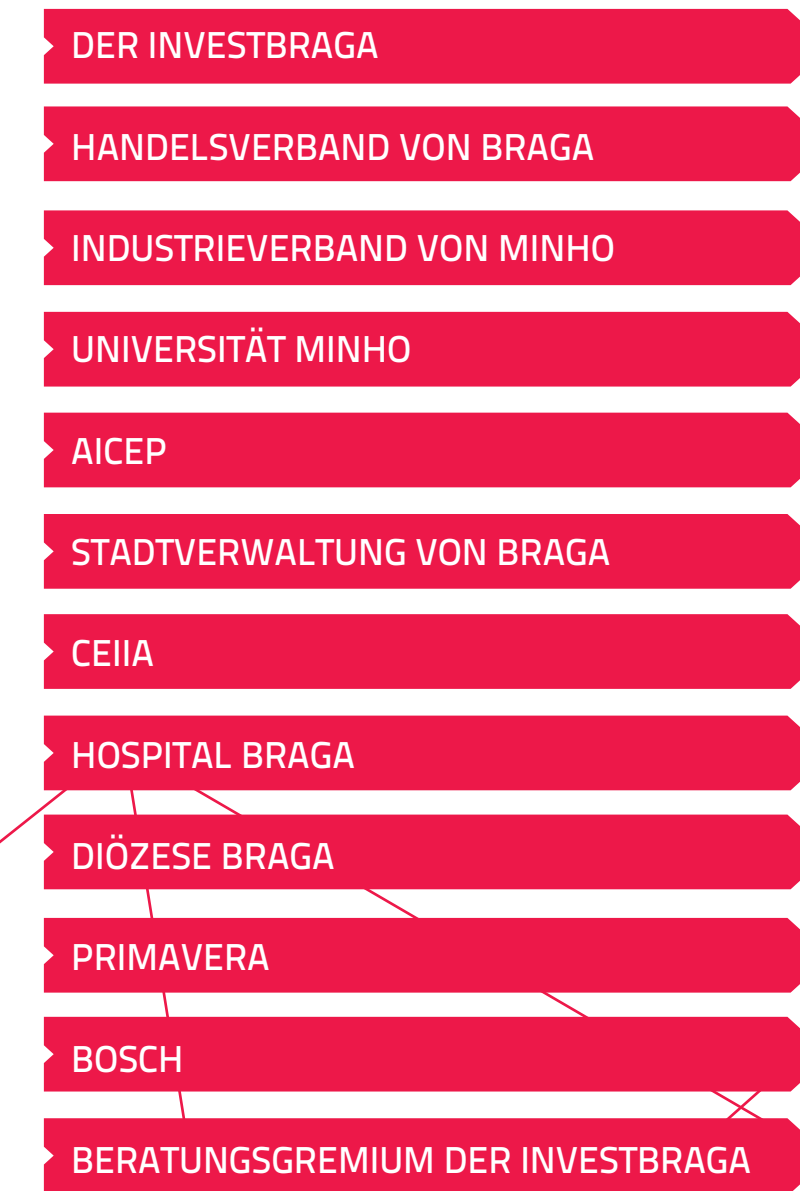 DER INVESTBRAGA
HANDELSVERBAND VON BRAGA
INDUSTRIEVERBAND VON MINHO
UNIVERSITÄT MINHO
AICEP
STADTVERWALTUNG VON BRAGA
CEIIA
HOSPITAL BRAGA
DIÖZESE BRAGA
PRIMAVERA
BOSCH
BERATUNGSGREMIUM DER INVESTBRAGA